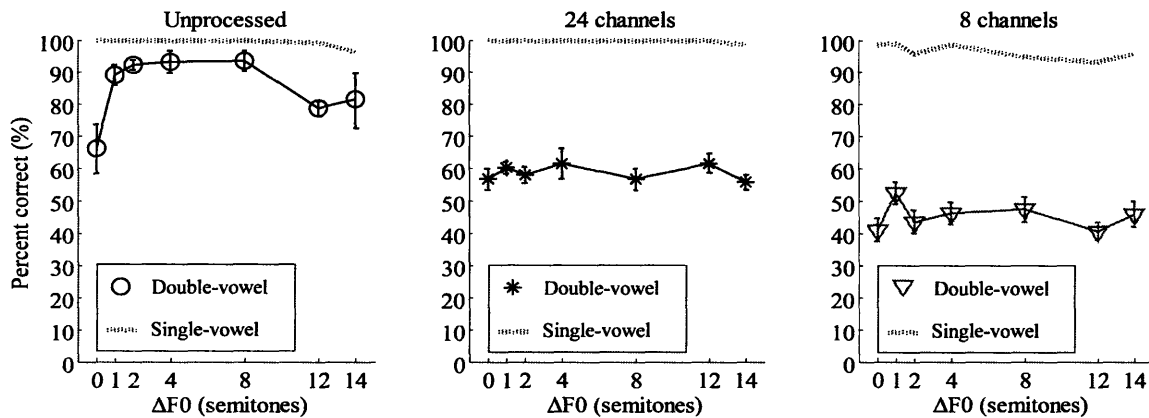 Unprocessed
24 channels
8 channels
Percent correct (%)
100
90
80
70
60
50
40
30
20
10
0
Double-vowel
Single-vowel
0 1 2 4 8 12 14
ΔF0 (semitones)
100
90
80
70
60
50
40
30
20
10
0
Double-vowel
Single-vowel
0 1 2 4 8 12 14
ΔF0 (semitones)
100
90
80
70
60
50
40
30
20
10
0
Double-vowel
Single-vowel
0 1 2 4 8 12 14
ΔF0 (semitones)